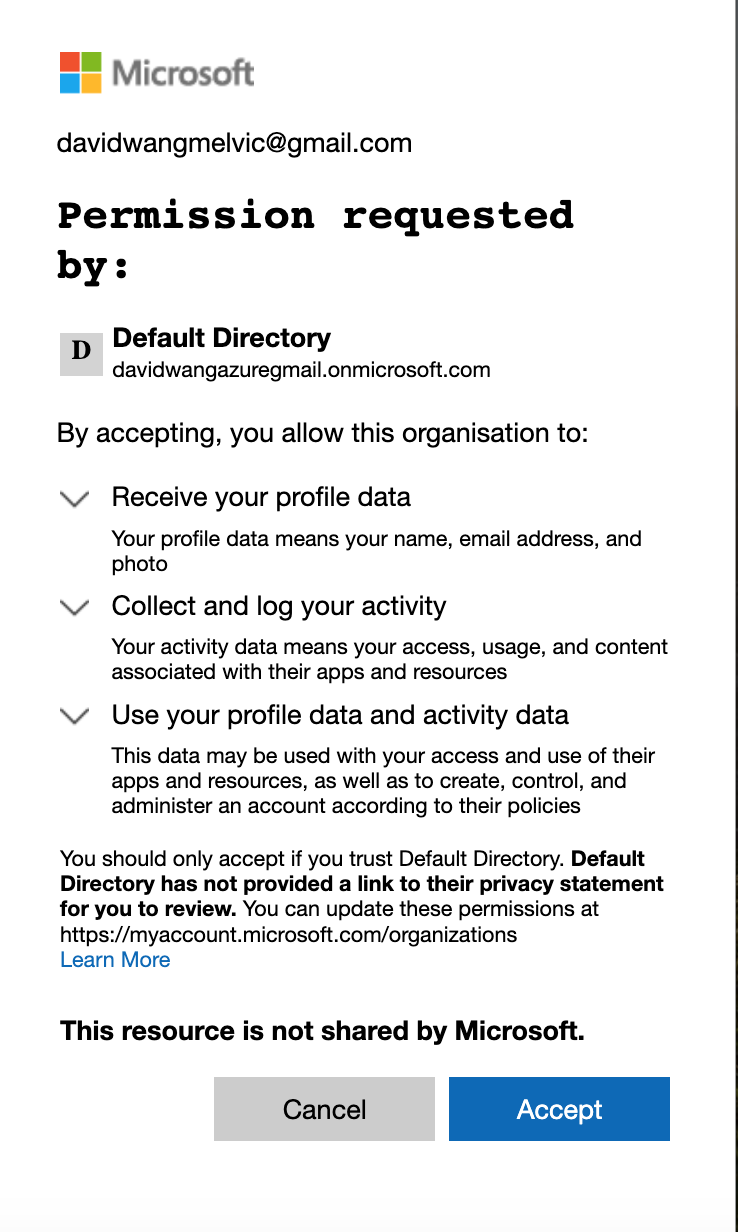 Microsoft
davidwangmelvic@gmail.com
Permission requested
by:
D
Default Directory
davidwangazuregmail.onmicrosoft.com
By accepting, you allow this organisation to:
Receive your profile data
Your profile data means your name, email address, and
photo
Collect and log your activity
Your activity data means your access, usage, and content
associated with their apps and resources
Use your profile data and activity data
This data may be used with your access and use of their
apps and resources, as well as to create, control, and
administer an account according to their policies
You should only accept if you trust Default Directory. Default
Directory has not provided a link to their privacy statement
for you to review. You can update these permissions at
https://myaccount.microsoft.com/organizations
Learn More
This resource is not shared by Microsoft.
Cancel
Accept